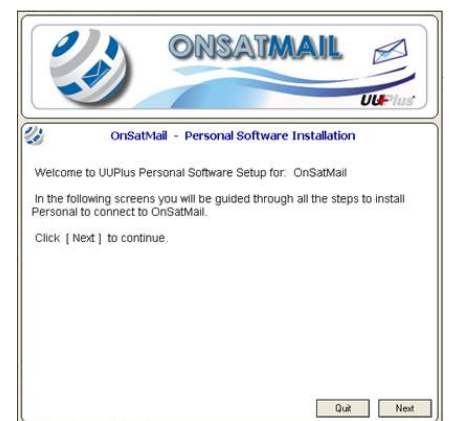 ONSATMAIL
UUPlus
OnSatMail - Personal Software Installation
Welcome to UUPlus Personal Software Setup for: OnSatMail
In the following screens you will be guided through all the steps to install
Personal to connect to OnSatMail.
Click [ Next ] to continue.
Quit Next